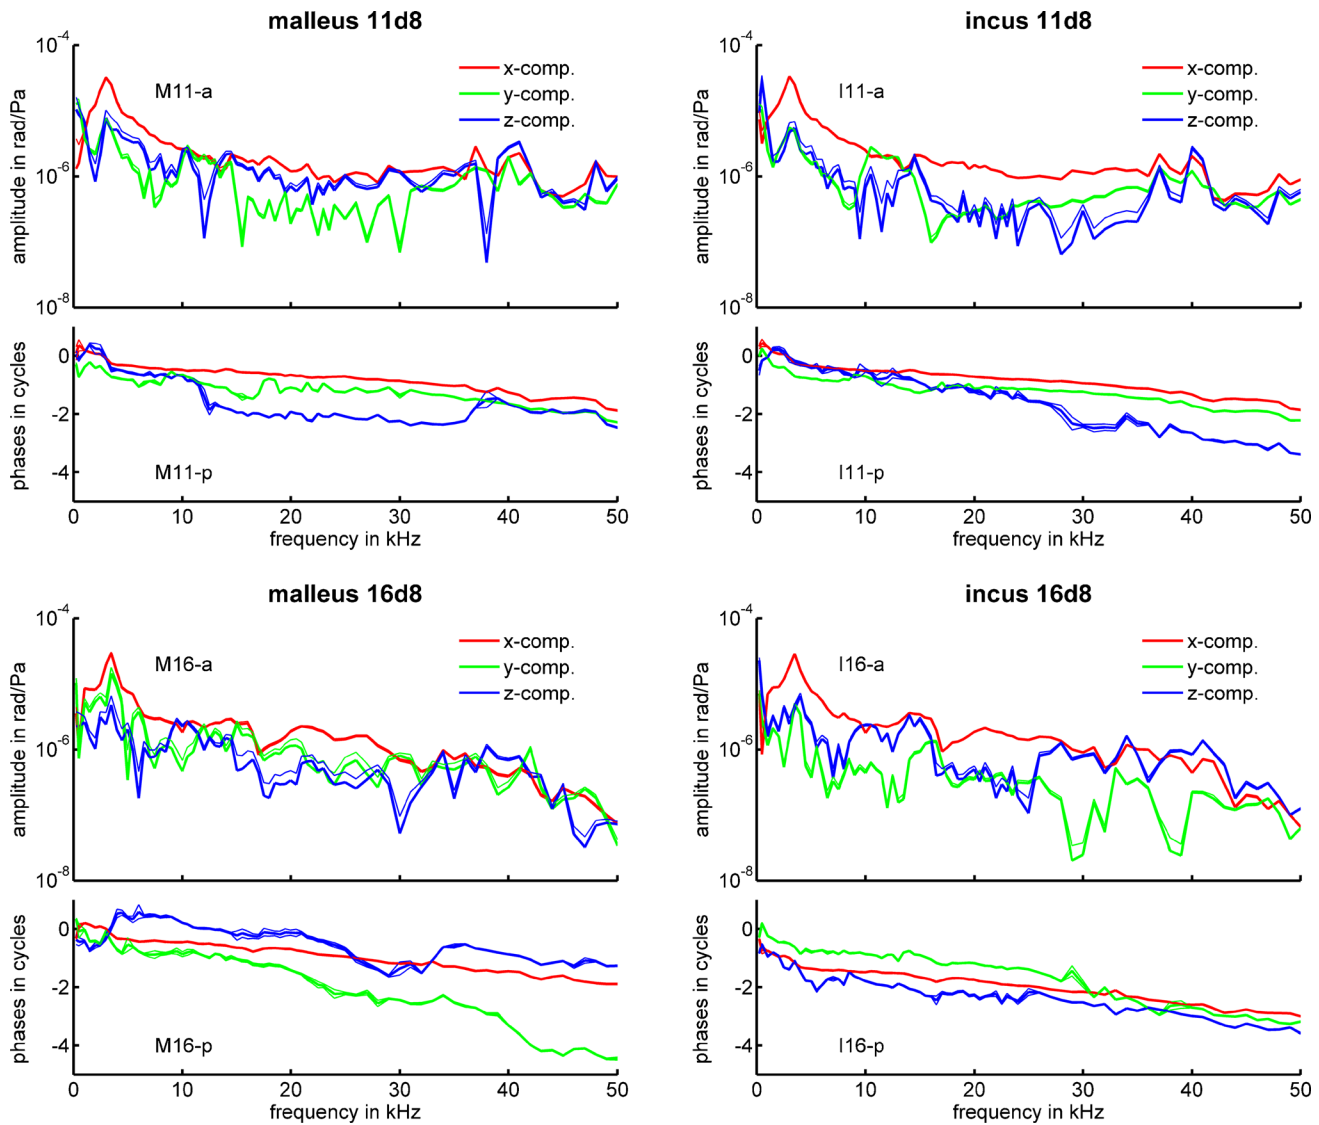 malleus 11d8
10^-4
M11-a
x-comp.
y-comp.
z-comp.
10^-6
10^-8
amplitude in rad/Pa
0
-2
-4
phases in cycles
M11-p
0 10 20 30 40 50
frequency in kHz
incus 11d8
10^-4
I11-a
x-comp.
y-comp.
z-comp.
10^-6
10^-8
amplitude in rad/Pa
0
-2
-4
phases in cycles
I11-p
0 10 20 30 40 50
frequency in kHz
malleus 16d8
10^-4
M16-a
x-comp.
y-comp.
z-comp.
10^-6
10^-8
amplitude in rad/Pa
0
-2
-4
phases in cycles
M16-p
0 10 20 30 40 50
frequency in kHz
incus 16d8
10^-4
I16-a
x-comp.
y-comp.
z-comp.
10^-6
10^-8
amplitude in rad/Pa
0
-2
-4
phases in cycles
I16-p
0 10 20 30 40 50
frequency in kHz